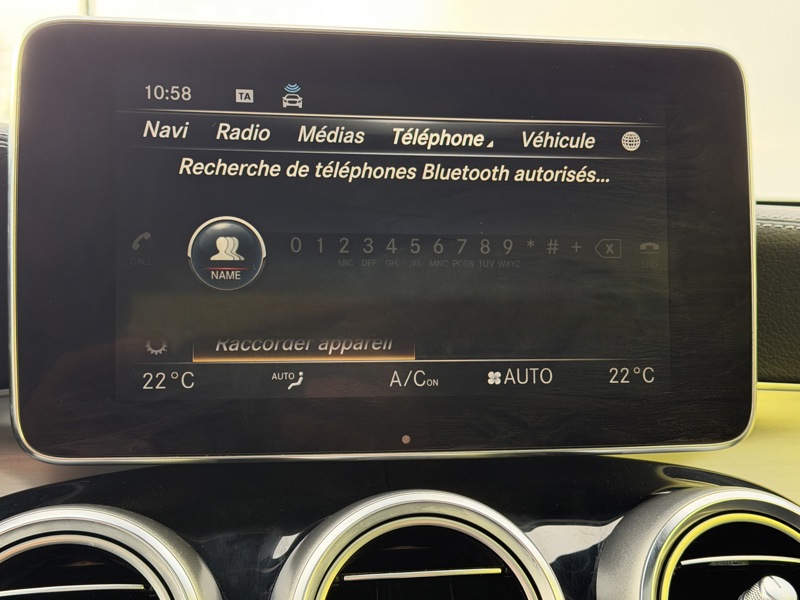 10:58 TA
Navi Radio Médias Téléphone Véhicule
Recherche de téléphones Bluetooth autorisés...
0 1 2 3 4 5 6 7 8 9 * # + X
CALL ABC DEF GHI JKL MNO PQRS TUV WXYZ END
NAME
Raccorder appareil
22°C AUTO A/C ON AUTO 22°C